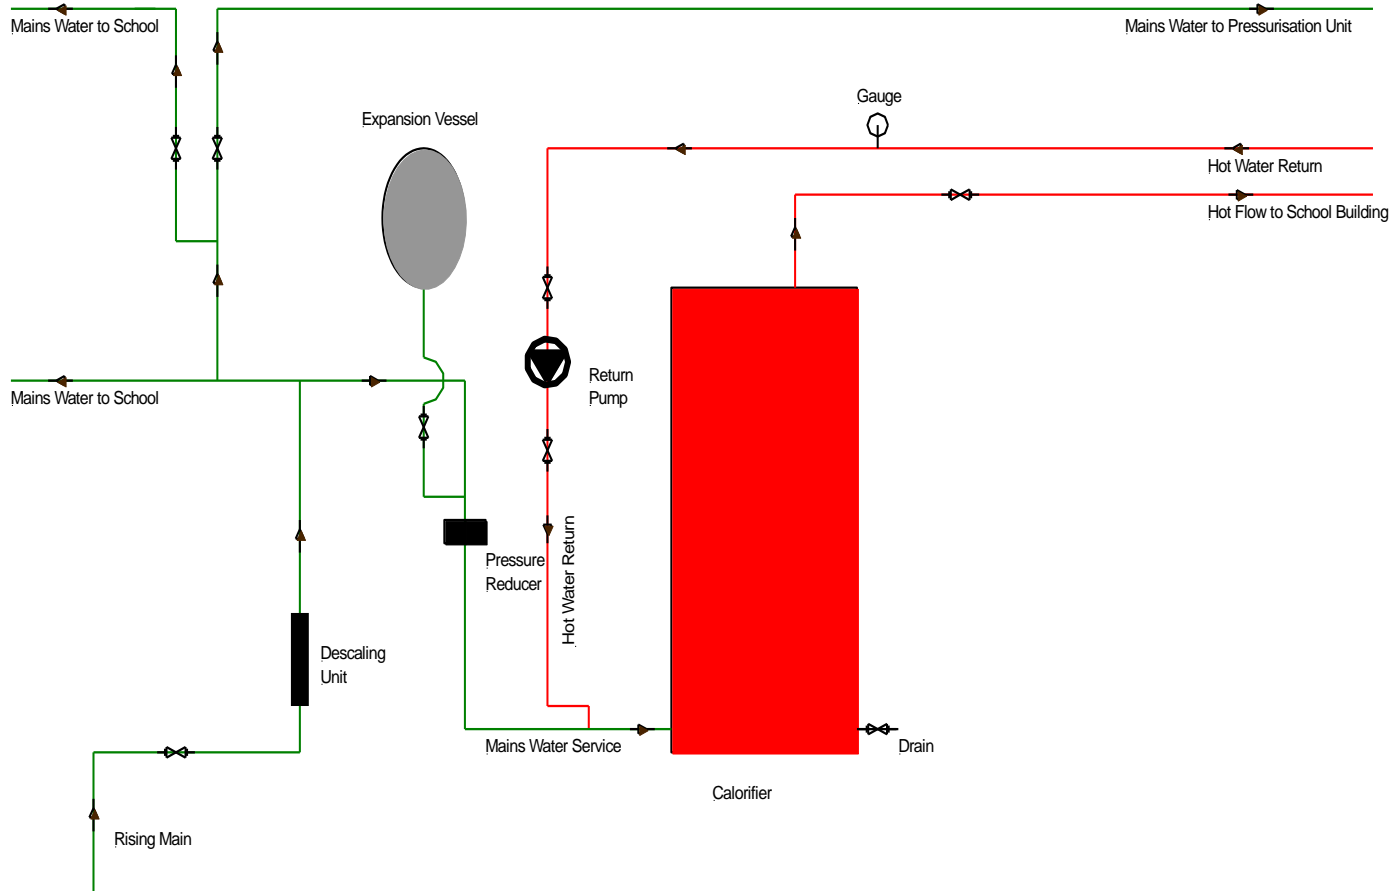 Mains Water to School
Mains Water to Pressurisation Unit
Gauge
Expansion Vessel
Hot Water Return
Hot Flow to School Building
Mains Water to School
Return
Pump
Pressure
Reducer
Hot Water Return
Descaling
Unit
Mains Water Service
Drain
Calorifier
Rising Main